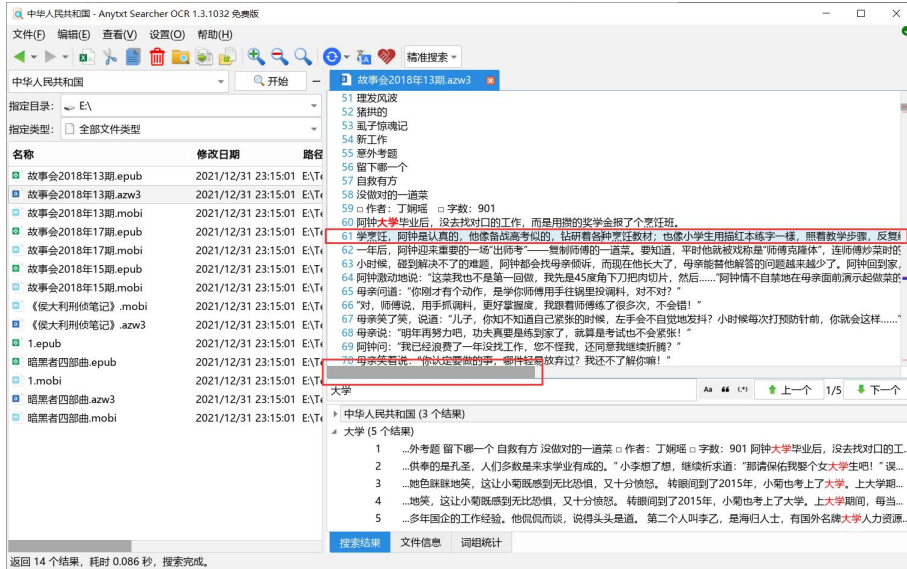 中华人民共和国 - Anytxt Searcher OCR 1.3.1032 免费版
文件(F) 编辑(E) 查看(V) 设置(O) 帮助(H)
精准搜索
中华人民共和国 开始
指定目录: E:\
指定类型: 全部文件类型
名称 修改日期 路径
故事会2018年13期.epub 2021/12/31 23:15:01 E:\Te
故事会2018年13期.azw3 2021/12/31 23:15:01 E:\Te
故事会2018年13期.mobi 2021/12/31 23:15:01 E:\Te
故事会2018年17期.epub 2021/12/31 23:15:01 E:\Te
故事会2018年17期.mobi 2021/12/31 23:15:01 E:\Te
故事会2018年15期.epub 2021/12/31 23:15:01 E:\Te
故事会2018年15期.mobi 2021/12/31 23:15:01 E:\Te
《侯大利刑侦笔记》.mobi 2021/12/31 23:15:01 E:\Te
《侯大利刑侦笔记》.azw3 2021/12/31 23:15:01 E:\Te
1.epub 2021/12/31 23:15:01 E:\Te
暗黑者四部曲.epub 2021/12/31 23:15:01 E:\Te
1.mobi 2021/12/31 23:15:01 E:\Te
暗黑者四部曲.azw3 2021/12/31 23:15:01 E:\Te
暗黑者四部曲.mobi 2021/12/31 23:15:01 E:\Te
故事会2018年13期.azw3
51 理发风波
52 猪拱的
53 虱子惊魂记
54 新工作
55 意外考题
56 留下哪一个
57 自救有方
58 没做对的一道菜
59 □ 作者：丁娴瑶 □ 字数：901
60 阿钟大学毕业后，没去找对口的工作，而是用攒的奖学金报了个烹饪班。
61 学烹饪，阿钟是认真的，他像备战高考似的，钻研着各种烹饪教材；也像小学生用描红本练字一样，照着教学步骤，反复
62 一年后，阿钟迎来重要的一场“出师考”——复制师傅的一道菜。要知道，平时他就被戏称是“师傅克隆体”，连师傅炒菜时的
63 小时候，碰到解决不了的难题，阿钟都会找母亲倾诉，而现在他长大了，母亲能替他解答的问题越来越少了。阿钟回到家，
64 阿钟激动地说：“这菜我也不是第一回做，我先是45度角下刀把肉切片，然后……”阿钟情不自禁地在母亲面前演示起做菜的
65 母亲问道：“你刚才有个动作，是学你师傅用手往锅里投调料，对不对？”
66 “对，师傅说，用手抓调料，更好掌握度，我跟着师傅练了很多次，不会错！”
67 母亲笑了笑，说道：“儿子，你知不知道自己紧张的时候，左手会不自觉地发抖？小时候每次打预防针前，你就会这样……”
68 母亲说：“明年再努力吧，功夫真要是练到家了，就算是考试也不会紧张！”
69 阿钟问：“我已经浪费了一年没找工作，您不怪我，还同意我继续折腾？”
70 母亲笑着说：“你认定要做的事，哪件轻易放弃过？我还不了解你嘛！”
大学 Aa 上一个 1/5 下一个
中华人民共和国 (3 个结果)
大学 (5 个结果)
1 ...外考题 留下哪一个 自救有方 没做对的一道菜 □ 作者：丁娴瑶 □ 字数：901 阿钟大学毕业后，没去找对口的工...
2 ...供奉的是孔圣，人们多数是来求学业有成的。”小李想了想，继续祈求道：“那请保佑我娶个女大学生吧！”误...
3 ...她色眯眯地笑，这让小菊既感到无比恐惧，又十分愤怒。 转眼间到了2015年，小菊也考上了大学。上大学期...
4 ...地笑，这让小菊既感到无比恐惧，又十分愤怒。 转眼间到了2015年，小菊也考上了大学。上大学期间，每当...
5 ...多年国企的工作经验。他侃侃而谈，说得头头是道。 第二个人叫李乙，是海归人士，有国外名牌大学人力资源...
搜索结果 文件信息 词组统计
返回 14 个结果，耗时 0.086 秒，搜索完成。